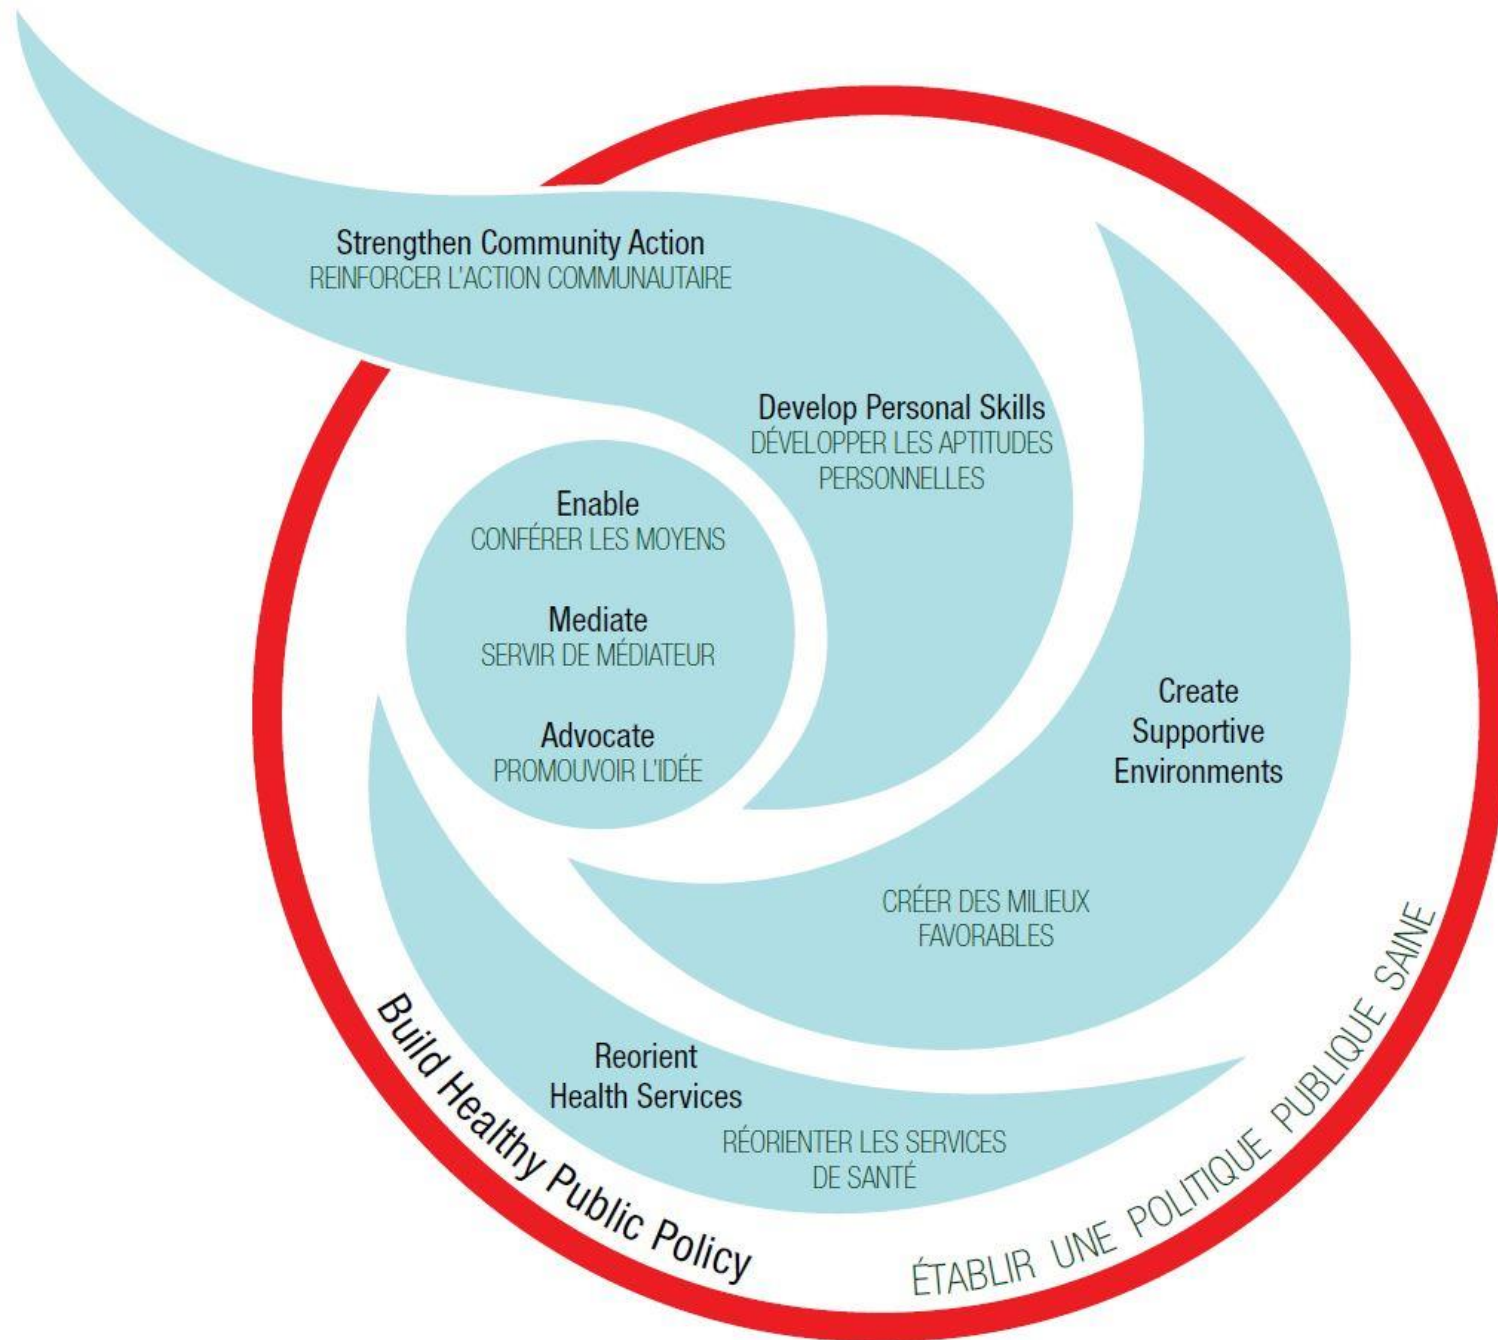 Strengthen Community Action
REINFORCER L'ACTION COMMUNAUTAIRE
Develop Personal Skills
DÉVELOPPER LES APTITUDES
PERSONNELLES
Enable
CONFÉRER LES MOYENS
Mediate
SERVIR DE MÉDIATEUR
Advocate
PROMOUVOIR L'IDÉE
Create
Supportive
Environments
CRÉER DES MILIEUX
FAVORABLES
Reorient
Health Services
RÉORIENTER LES SERVICES
DE SANTÉ
Build Healthy Public Policy
ÉTABLIR UNE POLITIQUE PUBLIQUE SAINE